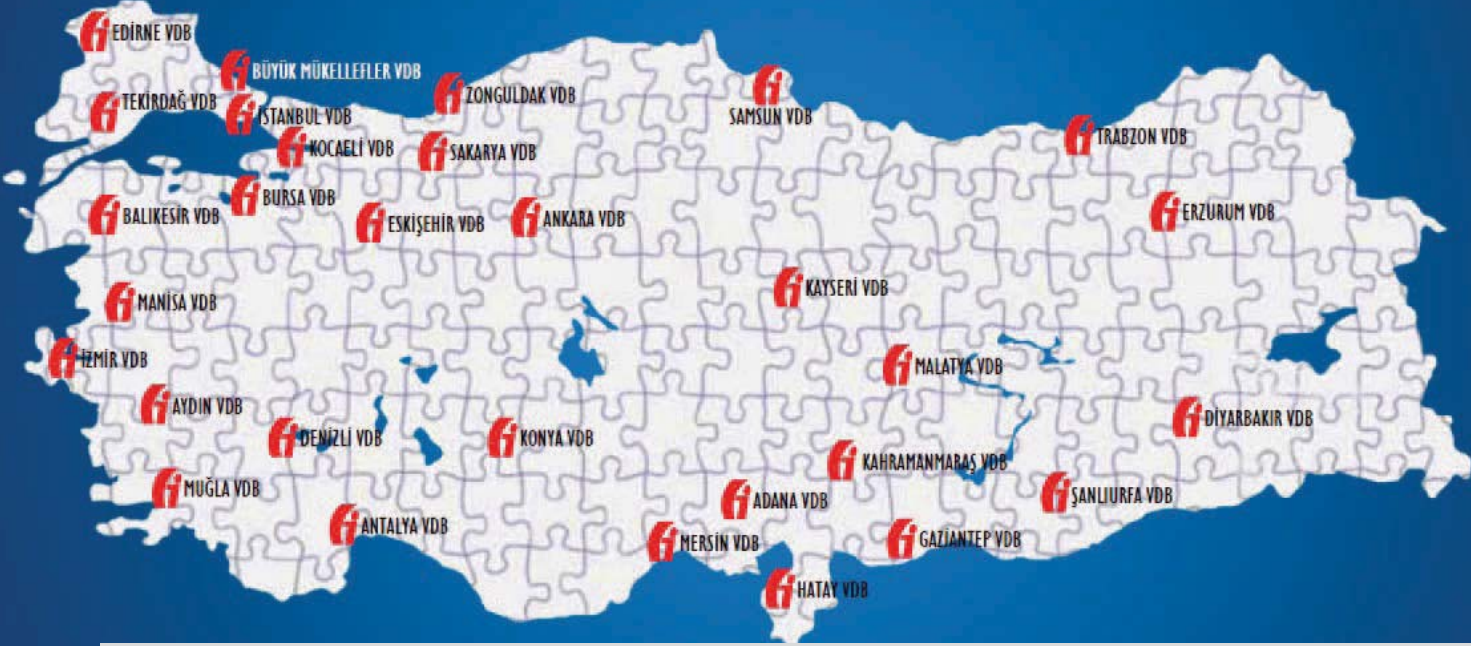 EDİRNE VDB
BÜYÜK MÜKELLEFLER VDB
TEKİRDAĞ VDB
İSTANBUL VDB
ZONGULDAK VDB
SAMSUN VDB
KOCAELİ VDB
SAKARYA VDB
TRABZON VDB
BALIKESİR VDB
BURSA VDB
ESKİŞEHİR VDB
ANKARA VDB
ERZURUM VDB
MANİSA VDB
KAYSERİ VDB
İZMİR VDB
MALATYA VDB
AYDIN VDB
DENİZLİ VDB
KONYA VDB
DİYARBAKIR VDB
KAHRAMANMARAŞ VDB
MUĞLA VDB
ANTALYA VDB
ADANA VDB
ŞANLIURFA VDB
MERSİN VDB
GAZİANTEP VDB
HATAY VDB